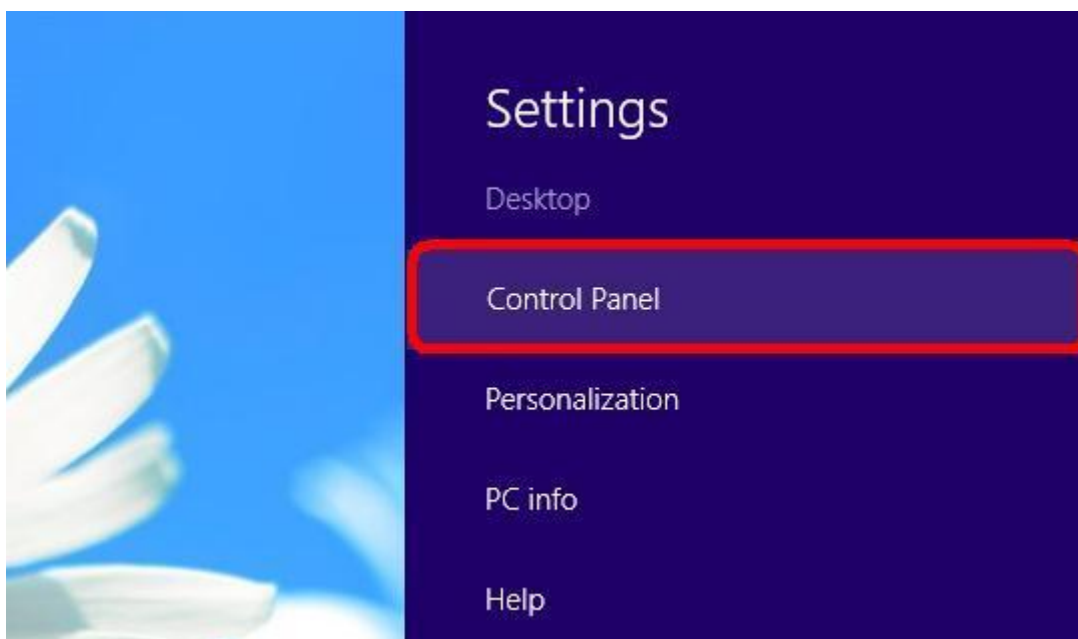 Settings
Desktop
Control Panel
Personalization
PC info
Help